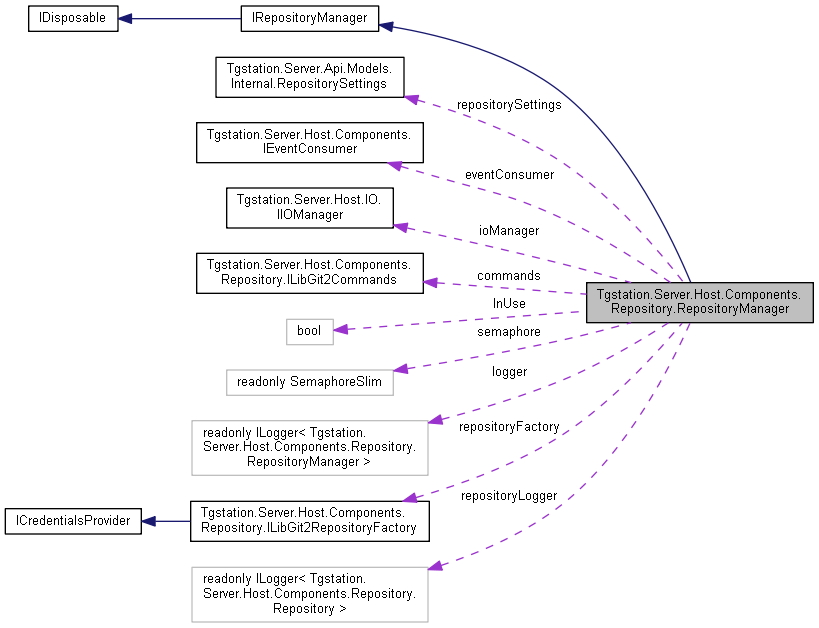 IDisposable
IRepositoryManager
Tgstation.Server.Api.Models.
Internal.RepositorySettings
repositorySettings
Tgstation.Server.Host.Components.
IEventConsumer
eventConsumer
Tgstation.Server.Host.IO.
IIOManager
ioManager
Tgstation.Server.Host.Components.
Repository.ILibGit2Commands
commands
Tgstation.Server.Host.Components.
Repository.RepositoryManager
InUse
bool
semaphore
readonly SemaphoreSlim
logger
readonly ILogger< Tgstation.
Server.Host.Components.Repository.
RepositoryManager >
repositoryFactory
ICredentialsProvider
Tgstation.Server.Host.Components.
Repository.ILibGit2RepositoryFactory
repositoryLogger
readonly ILogger< Tgstation.
Server.Host.Components.Repository.
Repository >